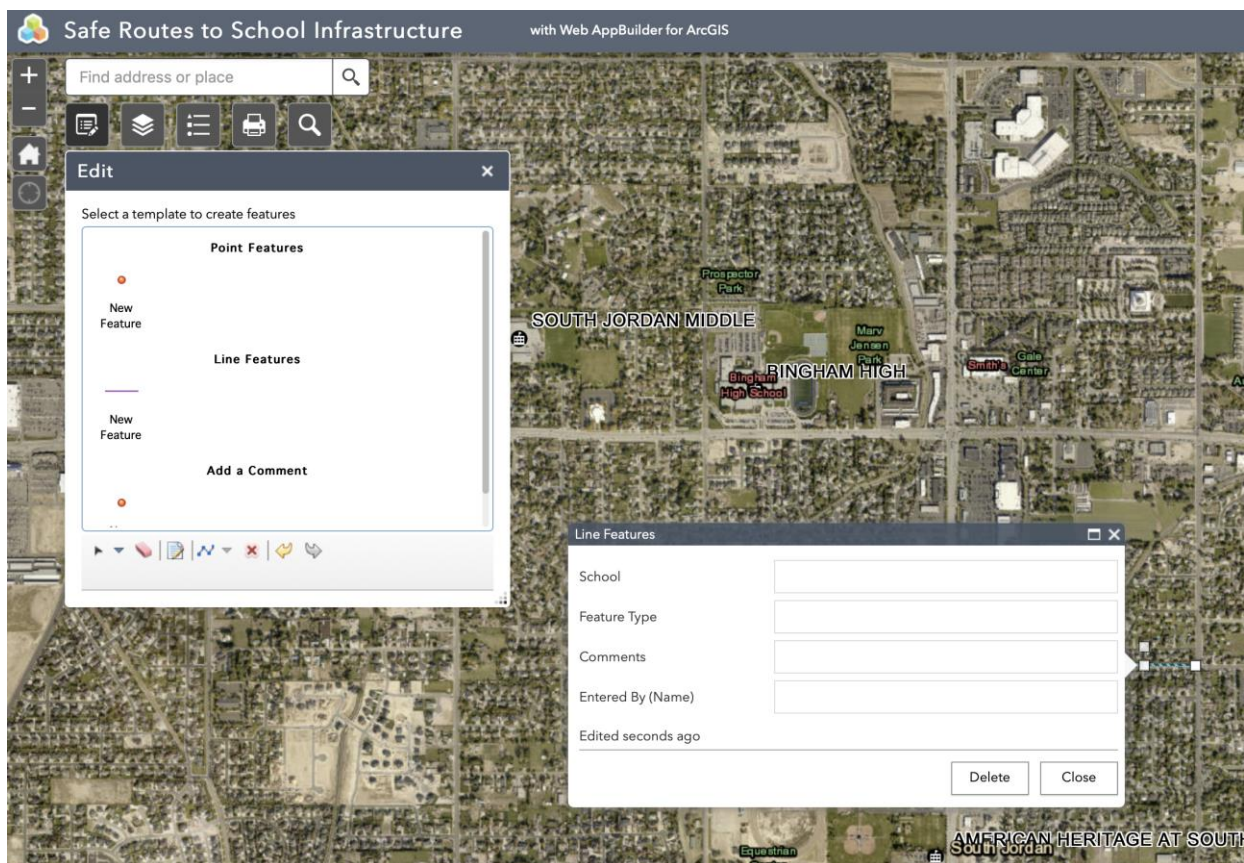 Safe Routes to School Infrastructure
with Web AppBuilder for ArcGIS
Find address or place
Edit
Select a template to create features
Point Features
New
Feature
Line Features
New
Feature
Add a Comment
Prospector
Park
SOUTH JORDAN MIDDLE
Marv
Jensen
Park
BINGHAM HIGH
Bingham
High School
Smith's
Gale
Center
Line Features
School
Feature Type
Comments
Entered By (Name)
Edited seconds ago
Delete
Close
AMERICAN HERITAGE AT SOUTH
South Jordan
Equestrian